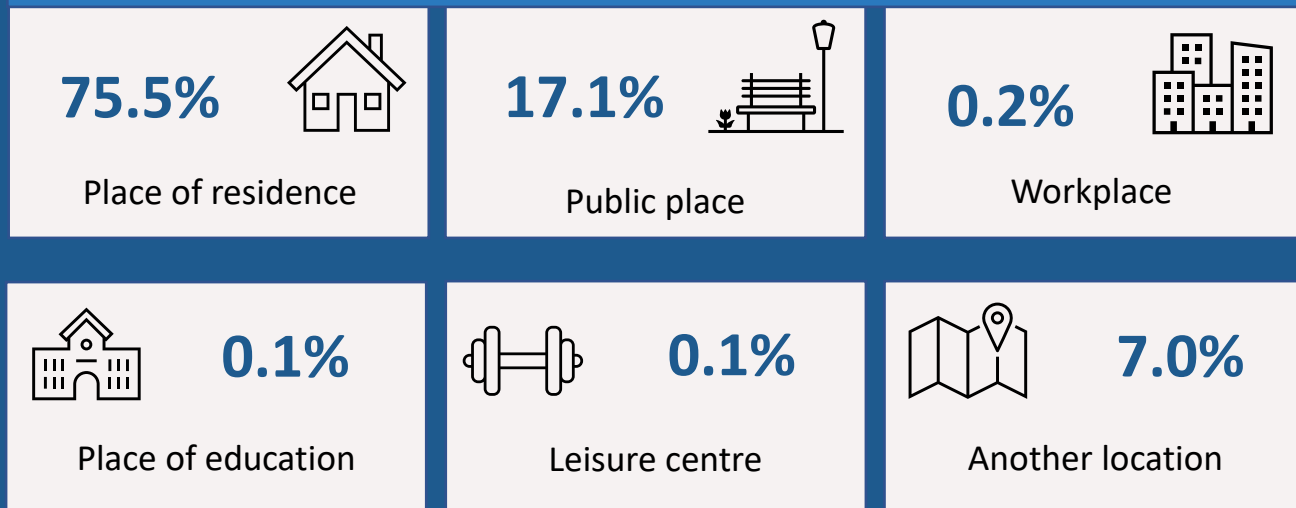 75.5%
Place of residence
17.1%
Public place
0.2%
Workplace
0.1%
Place of education
0.1%
Leisure centre
7.0%
Another location